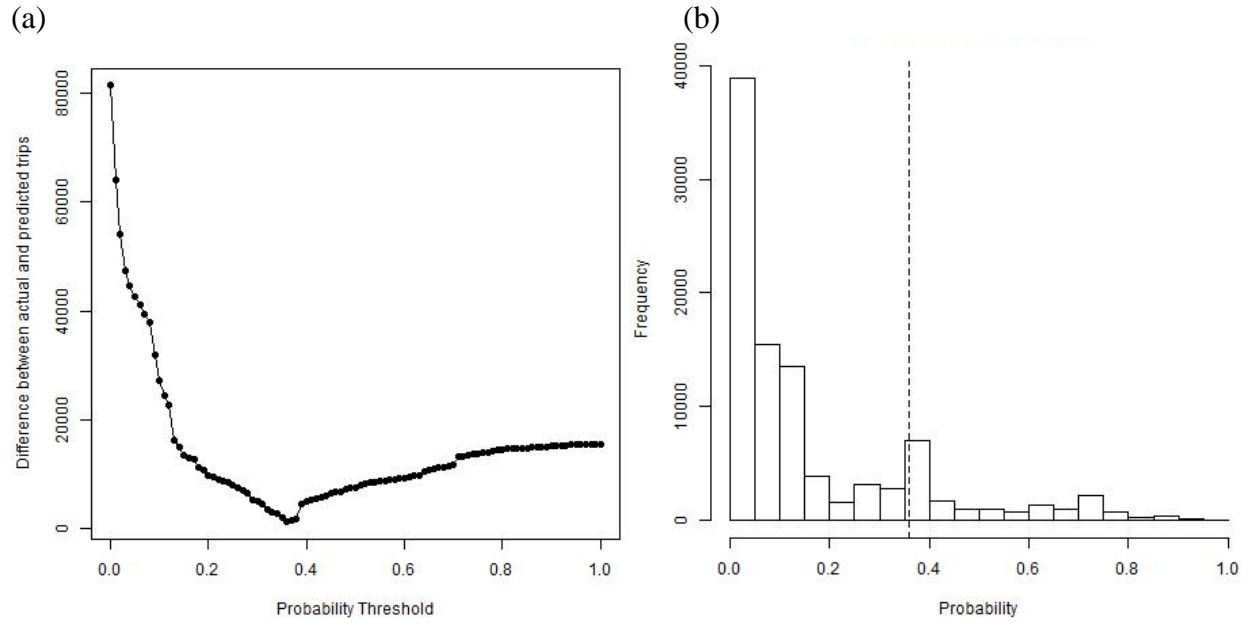 (a)
(b)
Difference between actual and predicted trips
80000
60000
40000
20000
0
0.0 0.2 0.4 0.6 0.8 1.0
Probability Threshold
Frequency
40000
30000
20000
10000
0
0.0 0.2 0.4 0.6 0.8 1.0
Probability